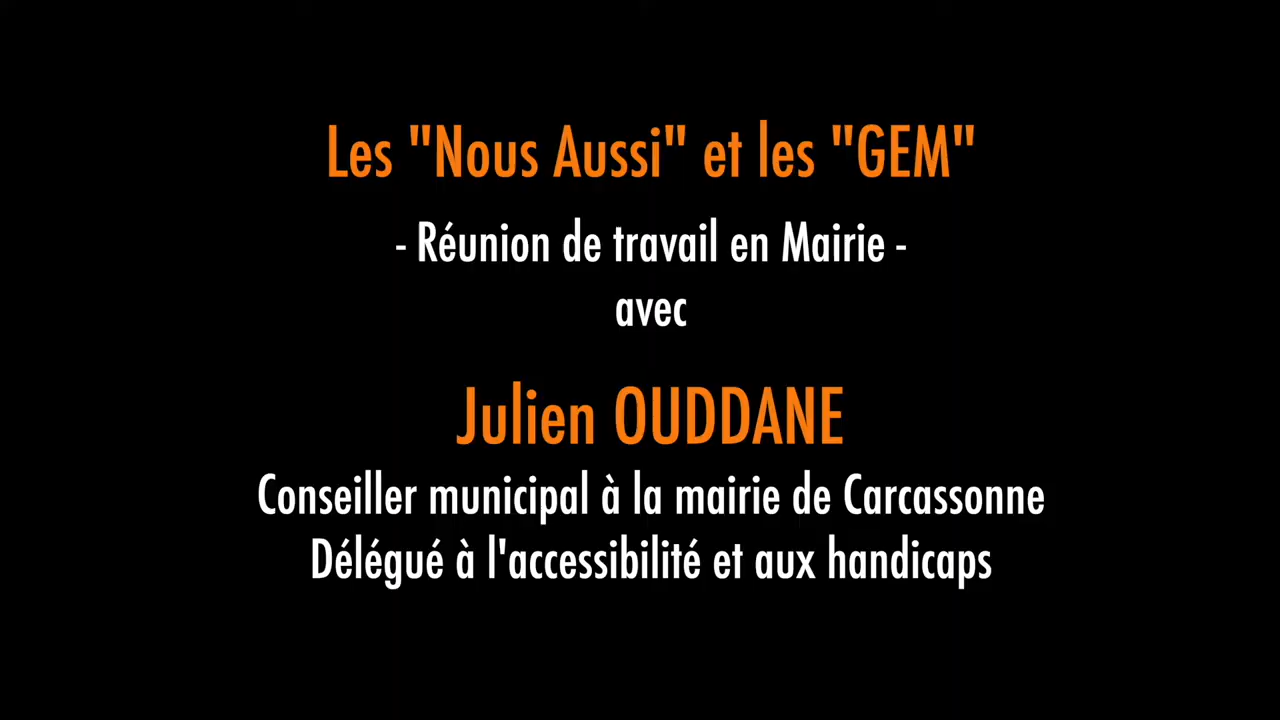 Les "Nous Aussi" et les "GEM"
- Réunion de travail en Mairie -
avec
Julien OUDDANE
Conseiller municipal à la mairie de Carcassonne
Délégué à l'accessibilité et aux handicaps